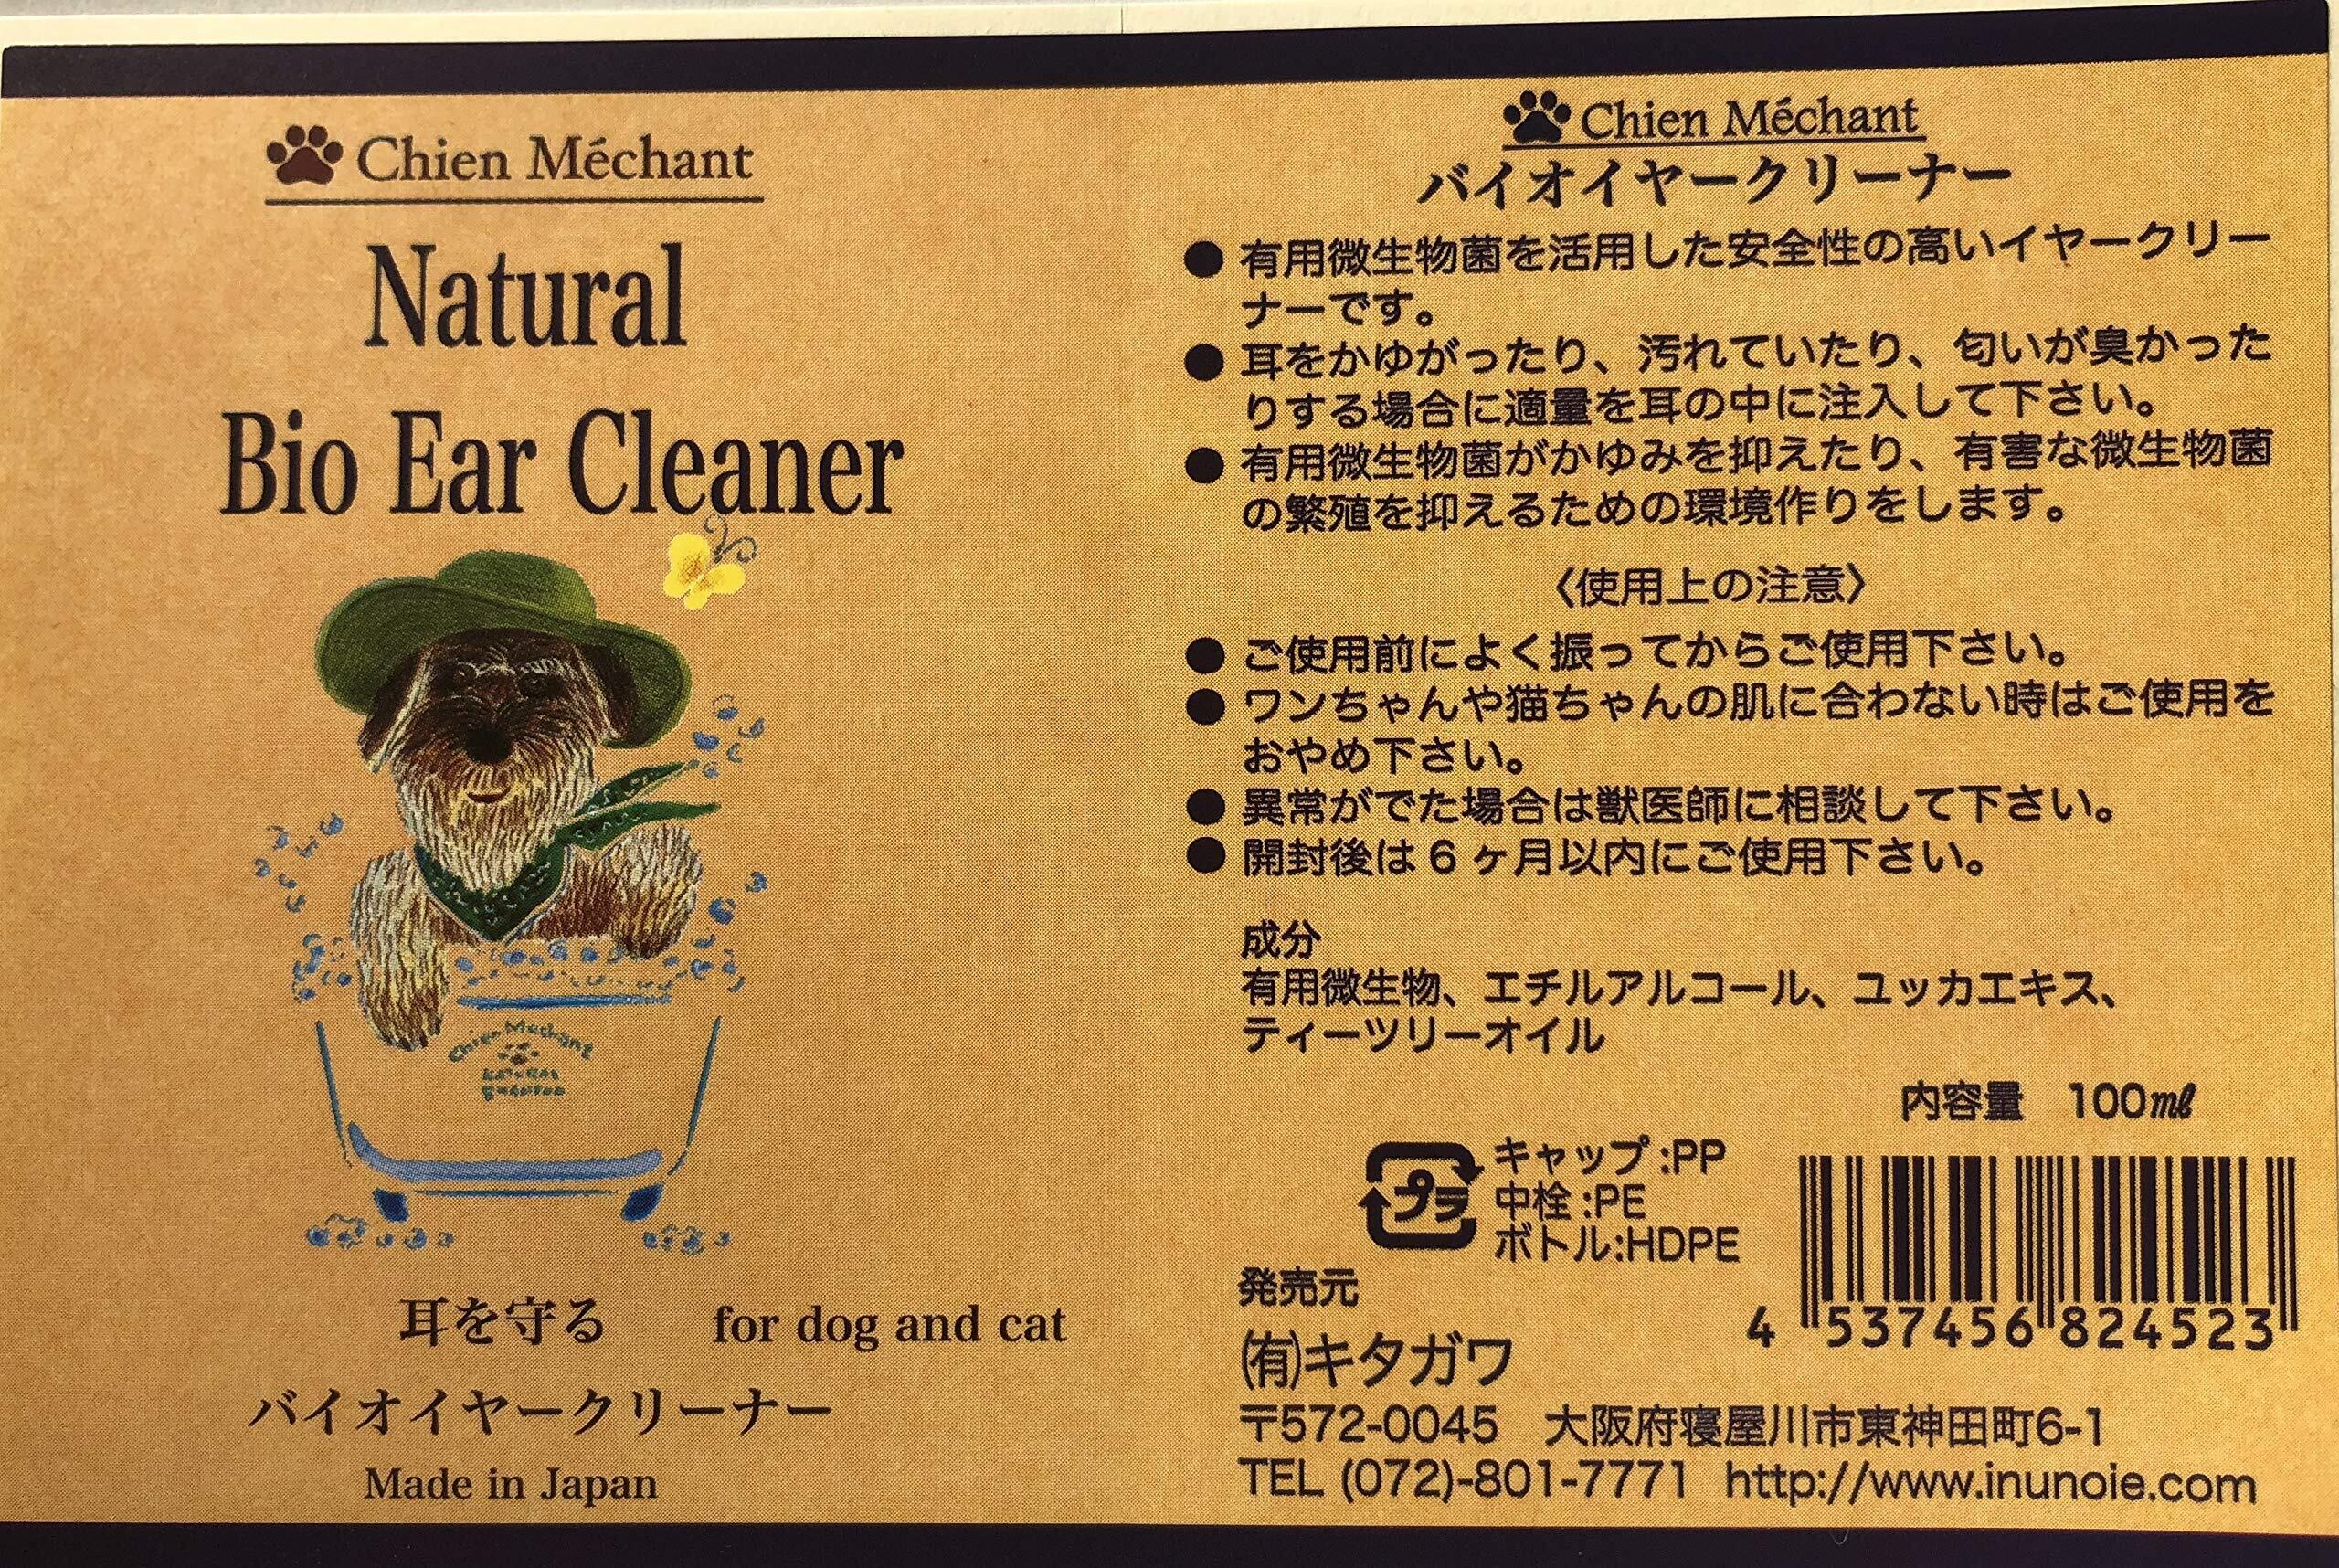 Chien Méchant
Natural
Bio Ear Cleaner
Chien Mechant
NATURAL
耳を守る for dog and cat
バイオイヤークリーナー
Made in Japan
Chien Méchant
バイオイヤークリーナー
● 有用微生物菌を活用した安全性の高いイヤークリー
ナーです。
● 耳をかゆがったり、汚れていたり、匂いが臭かった
りする場合に適量を耳の中に注入して下さい。
● 有用微生物菌がかゆみを抑えたり、有害な微生物菌
の繁殖を抑えるための環境作りをします。
〈使用上の注意〉
● ご使用前によく振ってからご使用下さい。
● ワンちゃんや猫ちゃんの肌に合わない時はご使用を
おやめ下さい。
● 異常がでた場合は獣医師に相談して下さい。
● 開封後は6ヶ月以内にご使用下さい。
成分
有用微生物、エチルアルコール、ユッカエキス、
ティーツリーオイル
内容量 100㎖
プラ
キャップ:PP
中栓:PE
ボトル:HDPE
4 537456 824523
発売元
㈲キタガワ
〒572-0045 大阪府寝屋川市東神田町6-1
TEL (072)-801-7771 http://www.inunoie.com